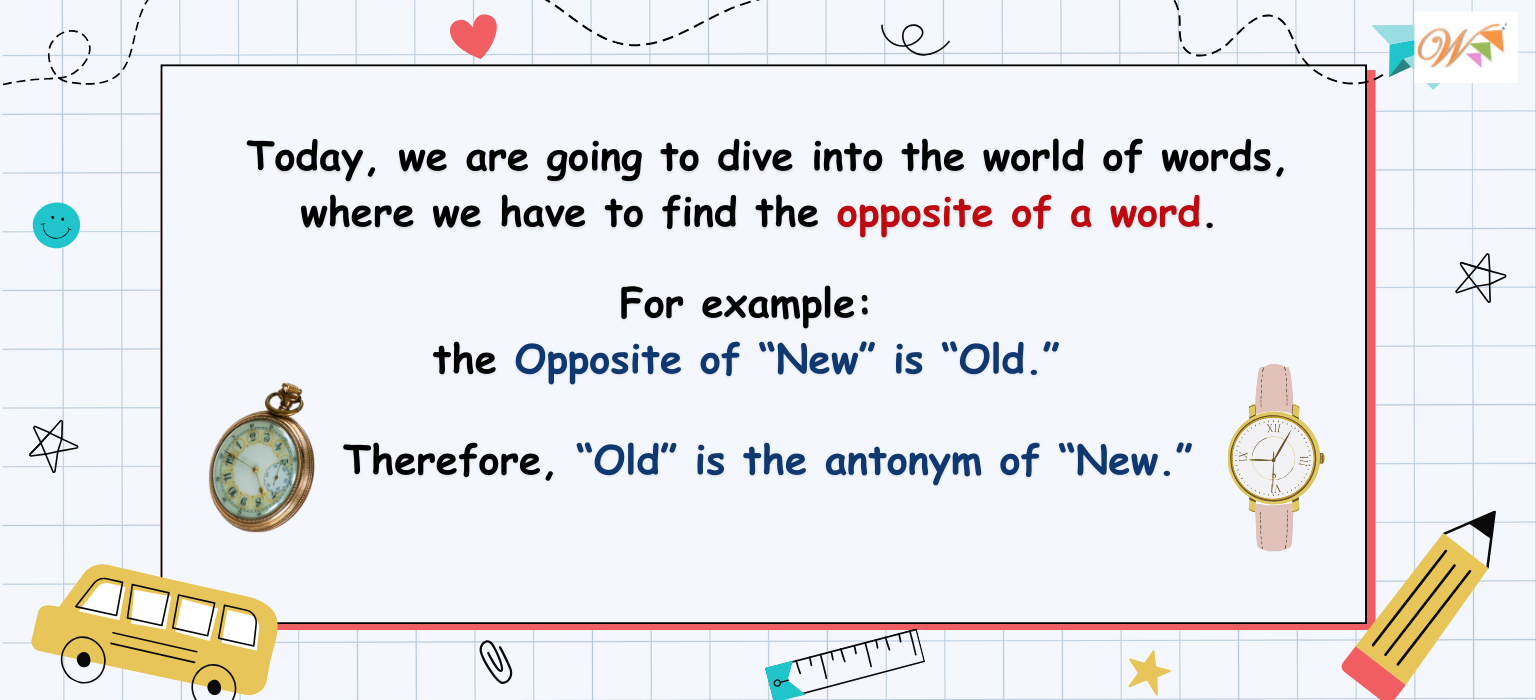 Today, we are going to dive into the world of words,
where we have to find the opposite of a word.
For example:
the Opposite of “New” is “Old.”
Therefore, “Old” is the antonym of “New.”
W